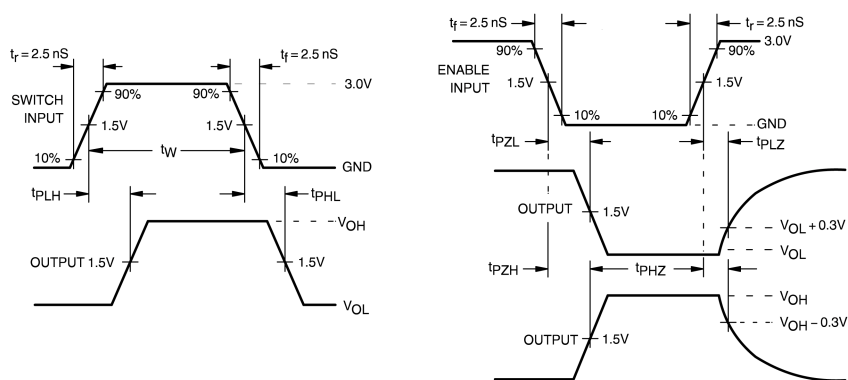 tr = 2.5 nS
tf = 2.5 nS
3.0V
SWITCH
INPUT
90%
90%
1.5V
1.5V
tW
10%
10%
GND
tPLH
tPHL
VOH
OUTPUT 1.5V
1.5V
VOL
tf = 2.5 nS
tr = 2.5 nS
3.0V
90%
90%
ENABLE
INPUT
1.5V
1.5V
10%
10%
GND
tPZL
tPLZ
OUTPUT
1.5V
VOL + 0.3V
VOL
tPZH
tPHZ
VOH
VOH – 0.3V
OUTPUT
1.5V